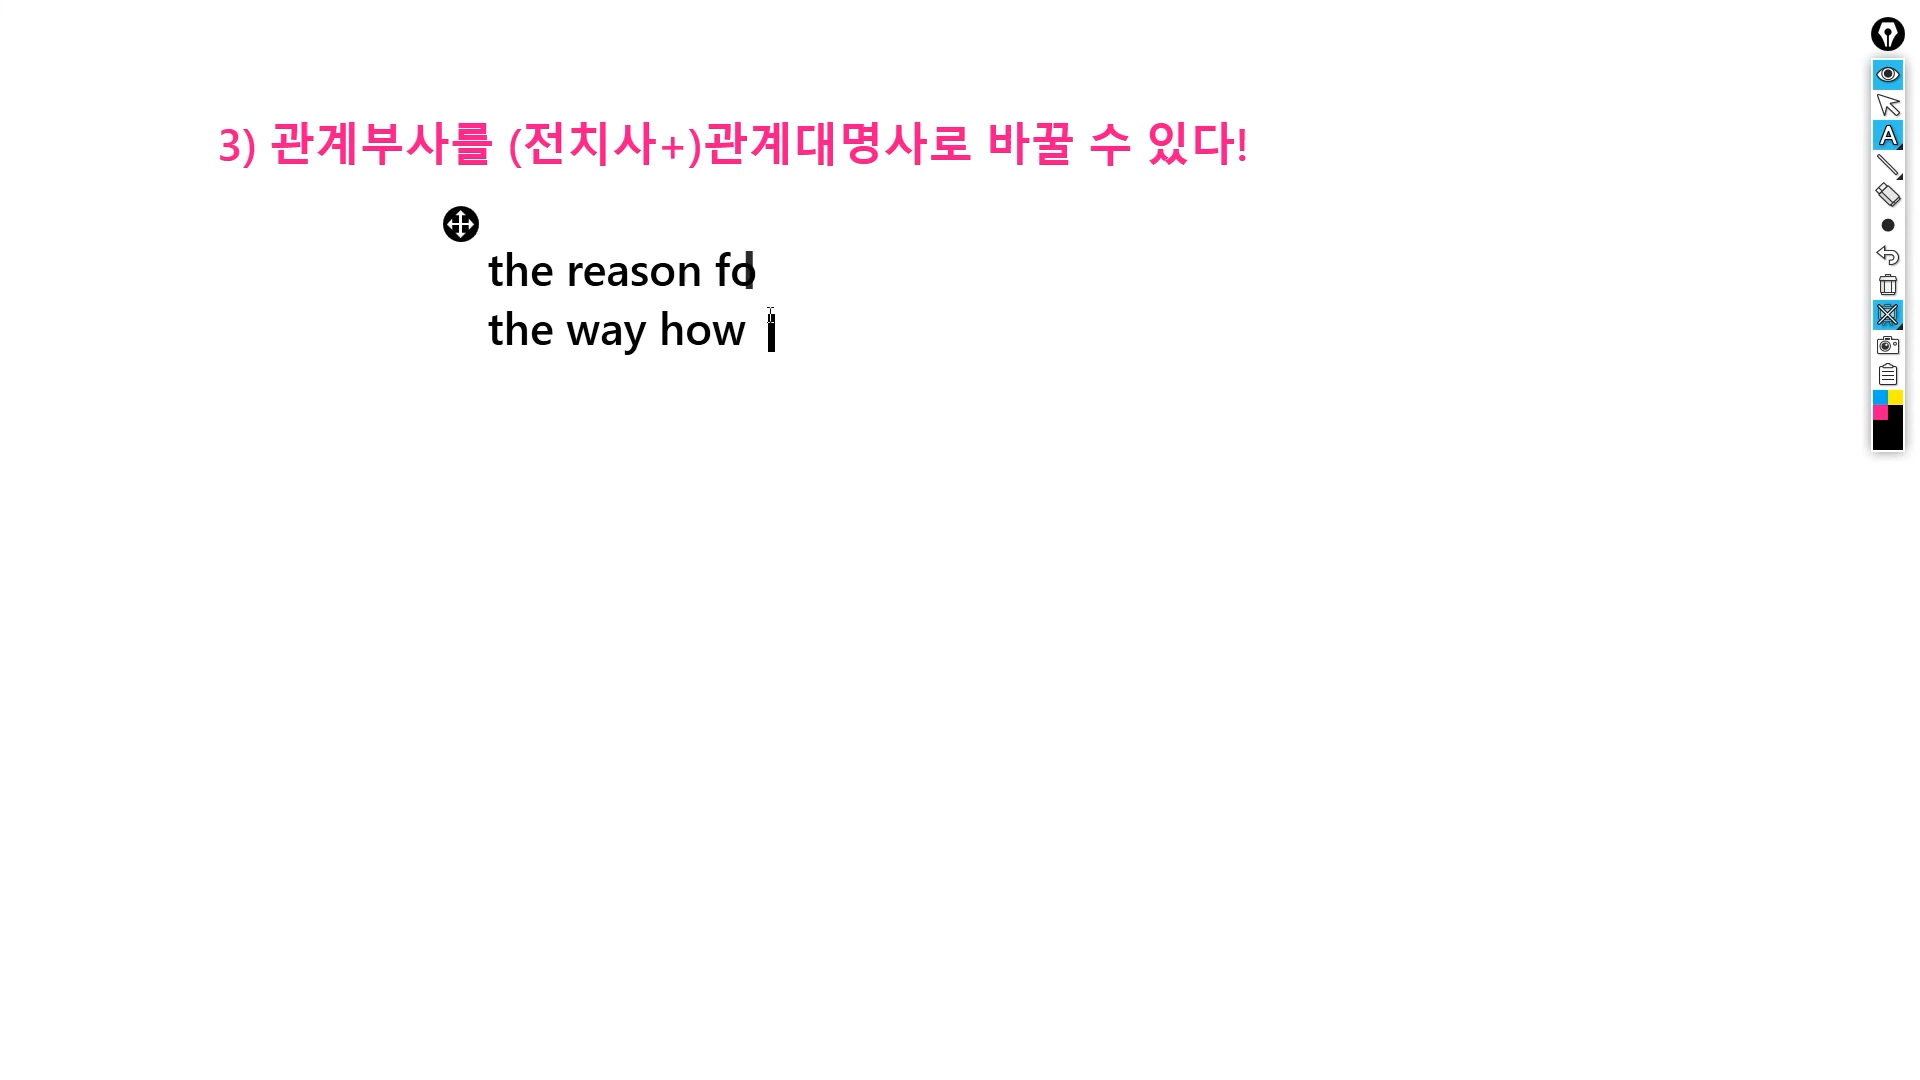 3) 관계부사를 (전치사+)관계대명사로 바꿀 수 있다!
the reason fo
the way how